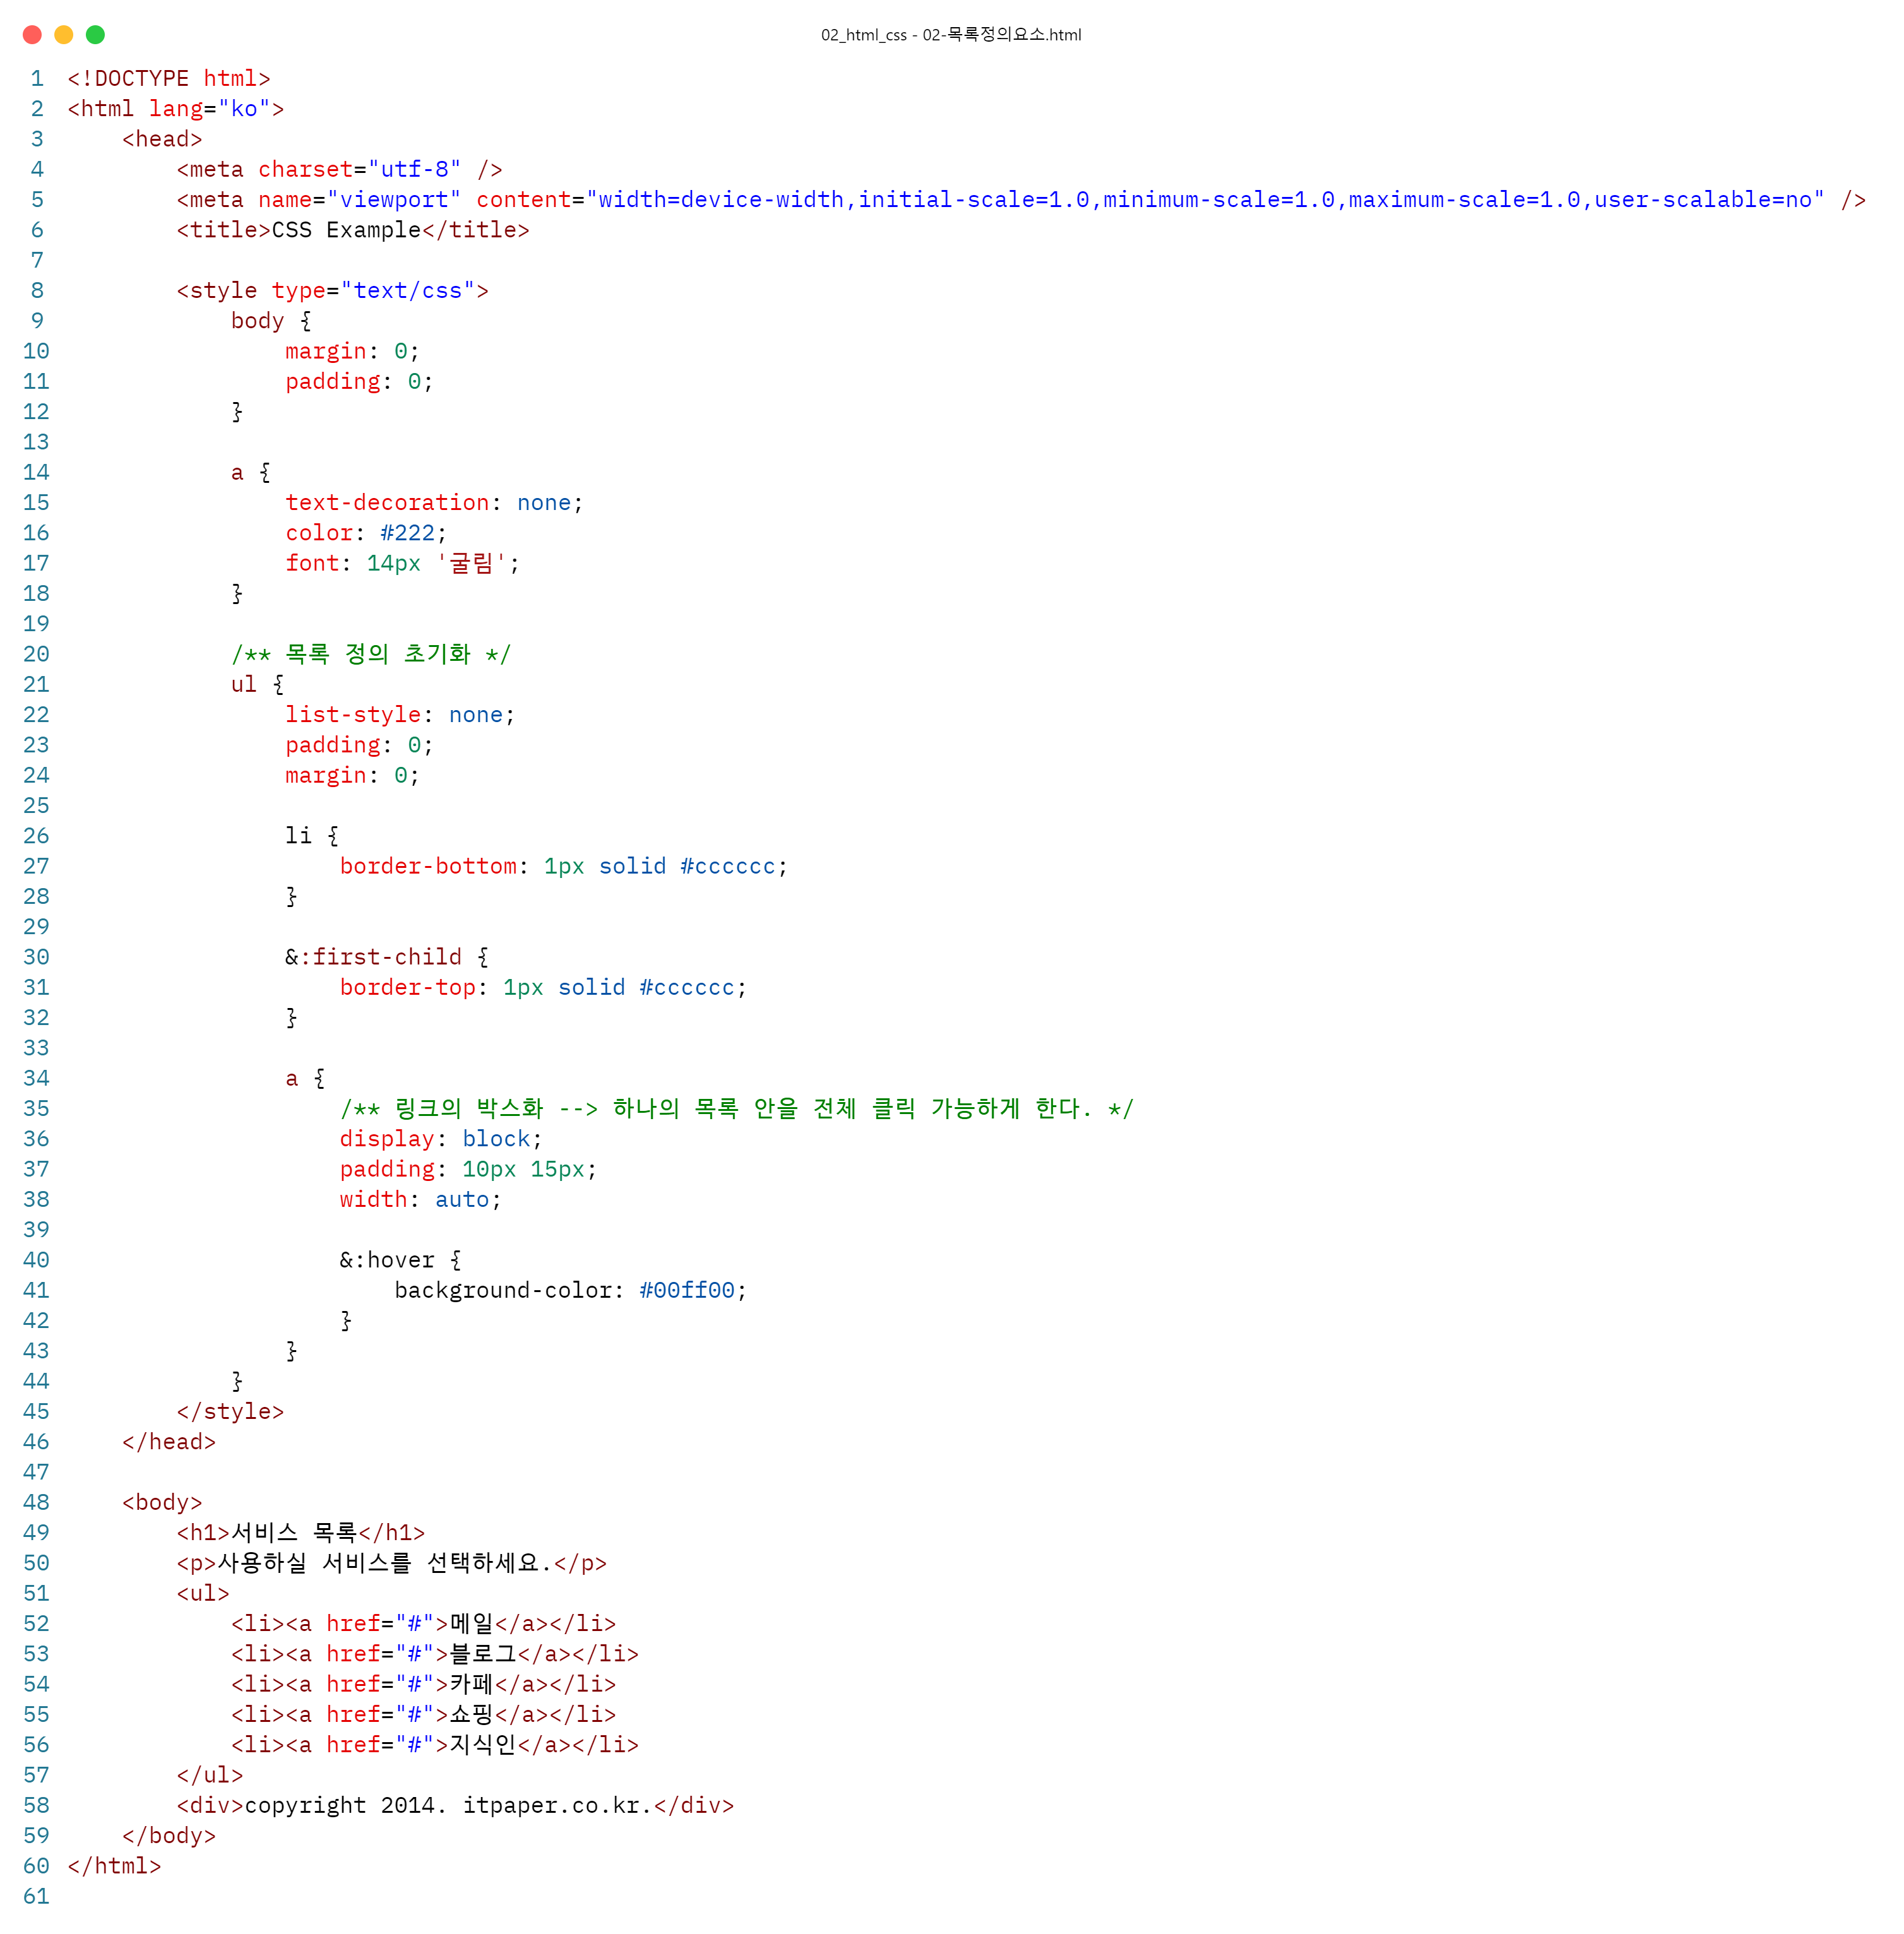 02_html_css - 02-목록정의요소.html
1 <!DOCTYPE html>
2 <html lang="ko">
3     <head>
4         <meta charset="utf-8" />
5         <meta name="viewport" content="width=device-width,initial-scale=1.0,minimum-scale=1.0,maximum-scale=1.0,user-scalable=no" />
6         <title>CSS Example</title>
7
8         <style type="text/css">
9             body {
10                 margin: 0;
11                 padding: 0;
12             }
13
14             a {
15                 text-decoration: none;
16                 color: #222;
17                 font: 14px '굴림';
18             }
19
20             /** 목록 정의 초기화 */
21             ul {
22                 list-style: none;
23                 padding: 0;
24                 margin: 0;
25
26                 li {
27                     border-bottom: 1px solid #cccccc;
28                 }
29
30                 &:first-child {
31                     border-top: 1px solid #cccccc;
32                 }
33
34                 a {
35                     /** 링크의 박스화 --> 하나의 목록 안을 전체 클릭 가능하게 한다. */
36                     display: block;
37                     padding: 10px 15px;
38                     width: auto;
39
40                     &:hover {
41                         background-color: #00ff00;
42                     }
43                 }
44             }
45         </style>
46     </head>
47
48     <body>
49         <h1>서비스 목록</h1>
50         <p>사용하실 서비스를 선택하세요.</p>
51         <ul>
52             <li><a href="#">메일</a></li>
53             <li><a href="#">블로그</a></li>
54             <li><a href="#">카페</a></li>
55             <li><a href="#">쇼핑</a></li>
56             <li><a href="#">지식인</a></li>
57         </ul>
58         <div>copyright 2014. itpaper.co.kr.</div>
59     </body>
60 </html>
61